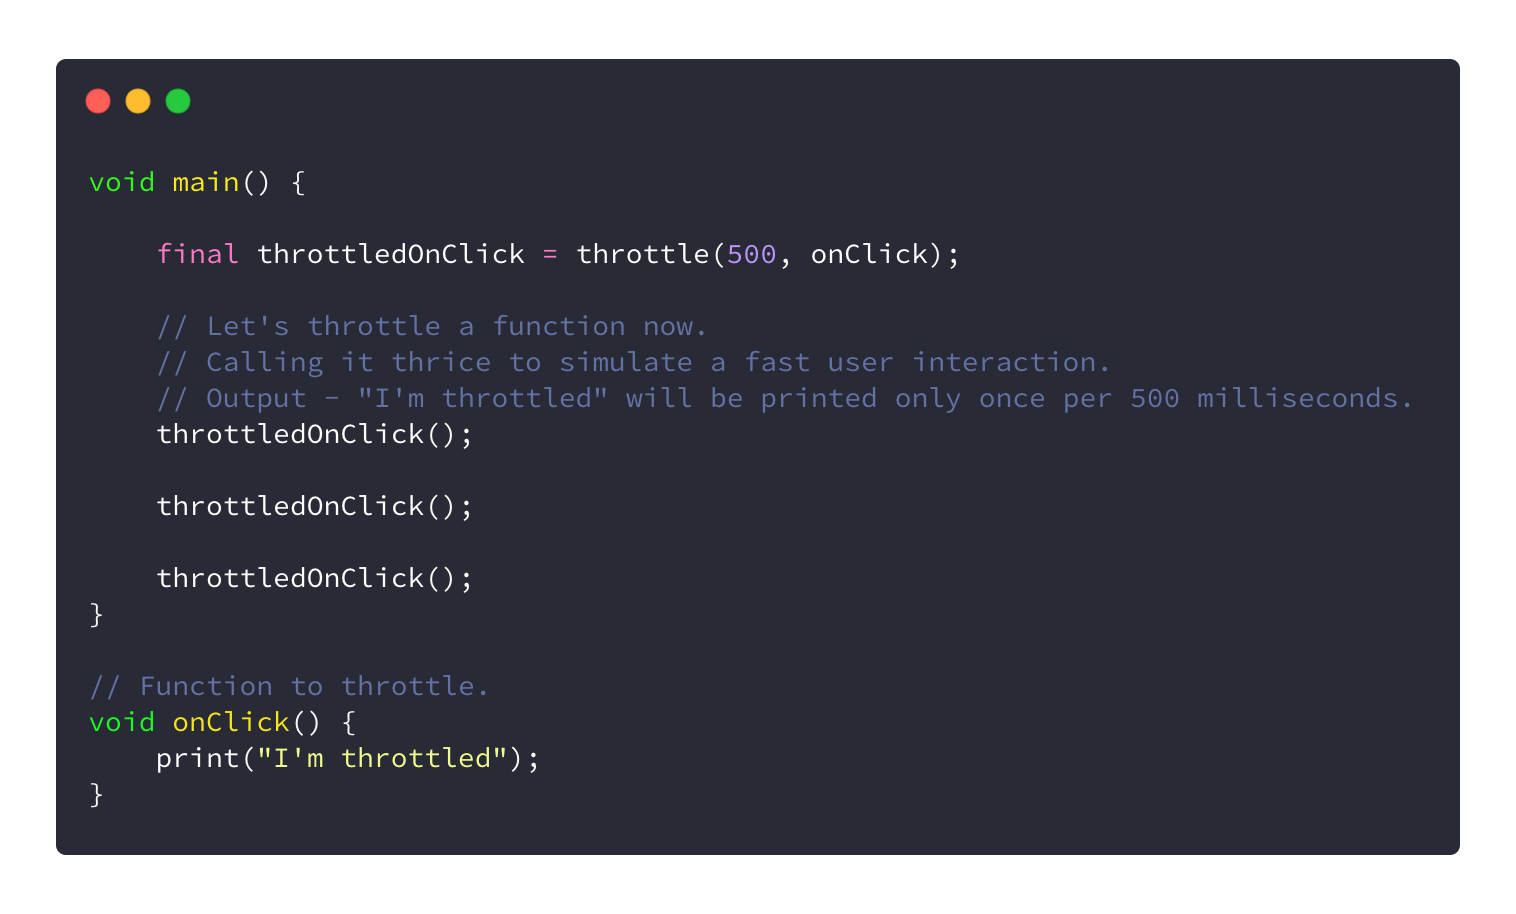 void main() {
    final throttledOnClick = throttle(500, onClick);
    // Let's throttle a function now.
    // Calling it thrice to simulate a fast user interaction.
    // Output - "I'm throttled" will be printed only once per 500 milliseconds.
    throttledOnClick();
    throttledOnClick();
    throttledOnClick();
}
// Function to throttle.
void onClick() {
    print("I'm throttled");
}